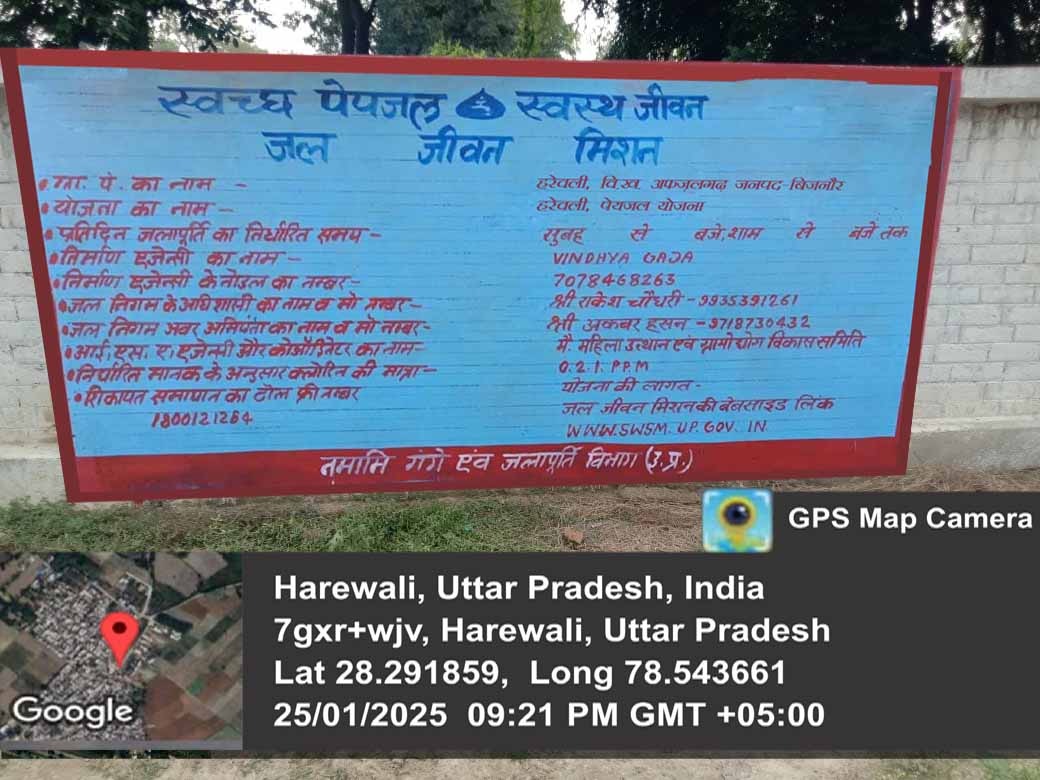 स्वच्छ पेयजल स्वस्थ जीवन
जल जीवन मिशन
• ग्रा. पं. का नाम - हरेवली, वि.ख. अफजलगढ़ जनपद-बिजनौर
• योजना का नाम - हरेवली, पेयजल योजना
• प्रतिदिन जलापूर्ति का निर्धारित समय - सुबह से बजे, शाम से बजे तक
• निर्माण एजेन्सी का नाम - VINDHYA GAJA
• निर्माण एजेन्सी के नोडल का नम्बर - 7078468263
• जल निगम के अधिशासी का नाम व मो नम्बर - श्री राकेश चौधरी - 9935391261
• जल निगम अवर अभियंता का नाम व मो नम्बर - श्री अकबर हसन - 9718730432
• आई. एस. ए. एजेन्सी और कोऑर्डिनेटर का नाम - मै. महिला उत्थान एवं ग्रामोद्योग विकास समिति
• निर्धारित मानक के अनुसार क्लोरिन की मात्रा - 0.2 1. P.P.M
• शिकायत समाधान का टोल फ्री नम्बर योजना की लागत -
1800121264 जल जीवन मिशन की बेवसाइड लिंक
WWW.SWSM.UP.GOV.IN.
नमामि गंगे एंव जलापूर्ति विभाग (उ.प्र.)
GPS Map Camera
Harewali, Uttar Pradesh, India
7gxr+wjv, Harewali, Uttar Pradesh
Lat 28.291859, Long 78.543661
25/01/2025 09:21 PM GMT +05:00
Google